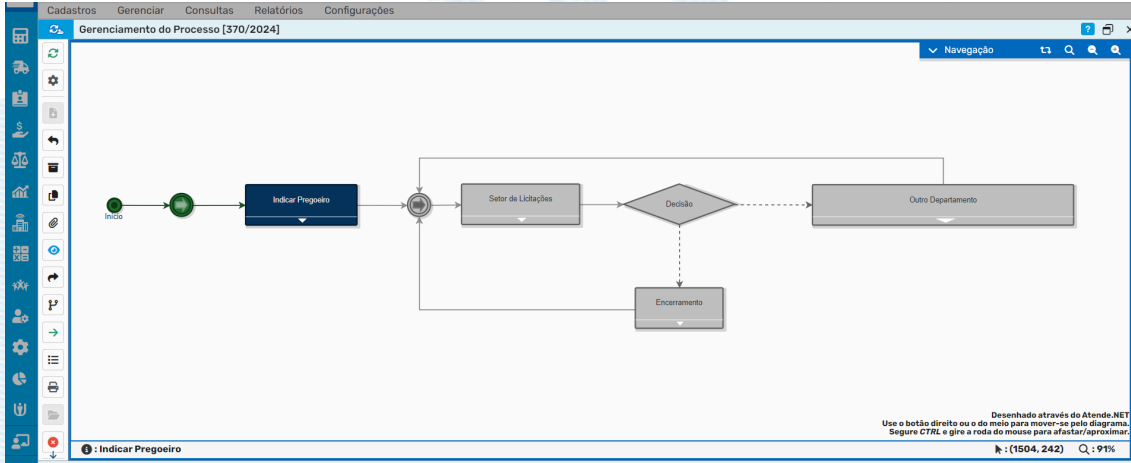 Cadastros Gerenciar Consultas Relatórios Configurações
Gerenciamento do Processo [370/2024]
Navegação
Início
Indicar Pregoeiro
Setor de Licitações
Decisão
Outro Departamento
Encerramento
Desenhado através do Atende.NET
Use o botão direito ou o do meio para mover-se pelo diagrama.
Segure CTRL e gire a roda do mouse para afastar/aproximar.
: Indicar Pregoeiro
: (1504, 242) : 91%